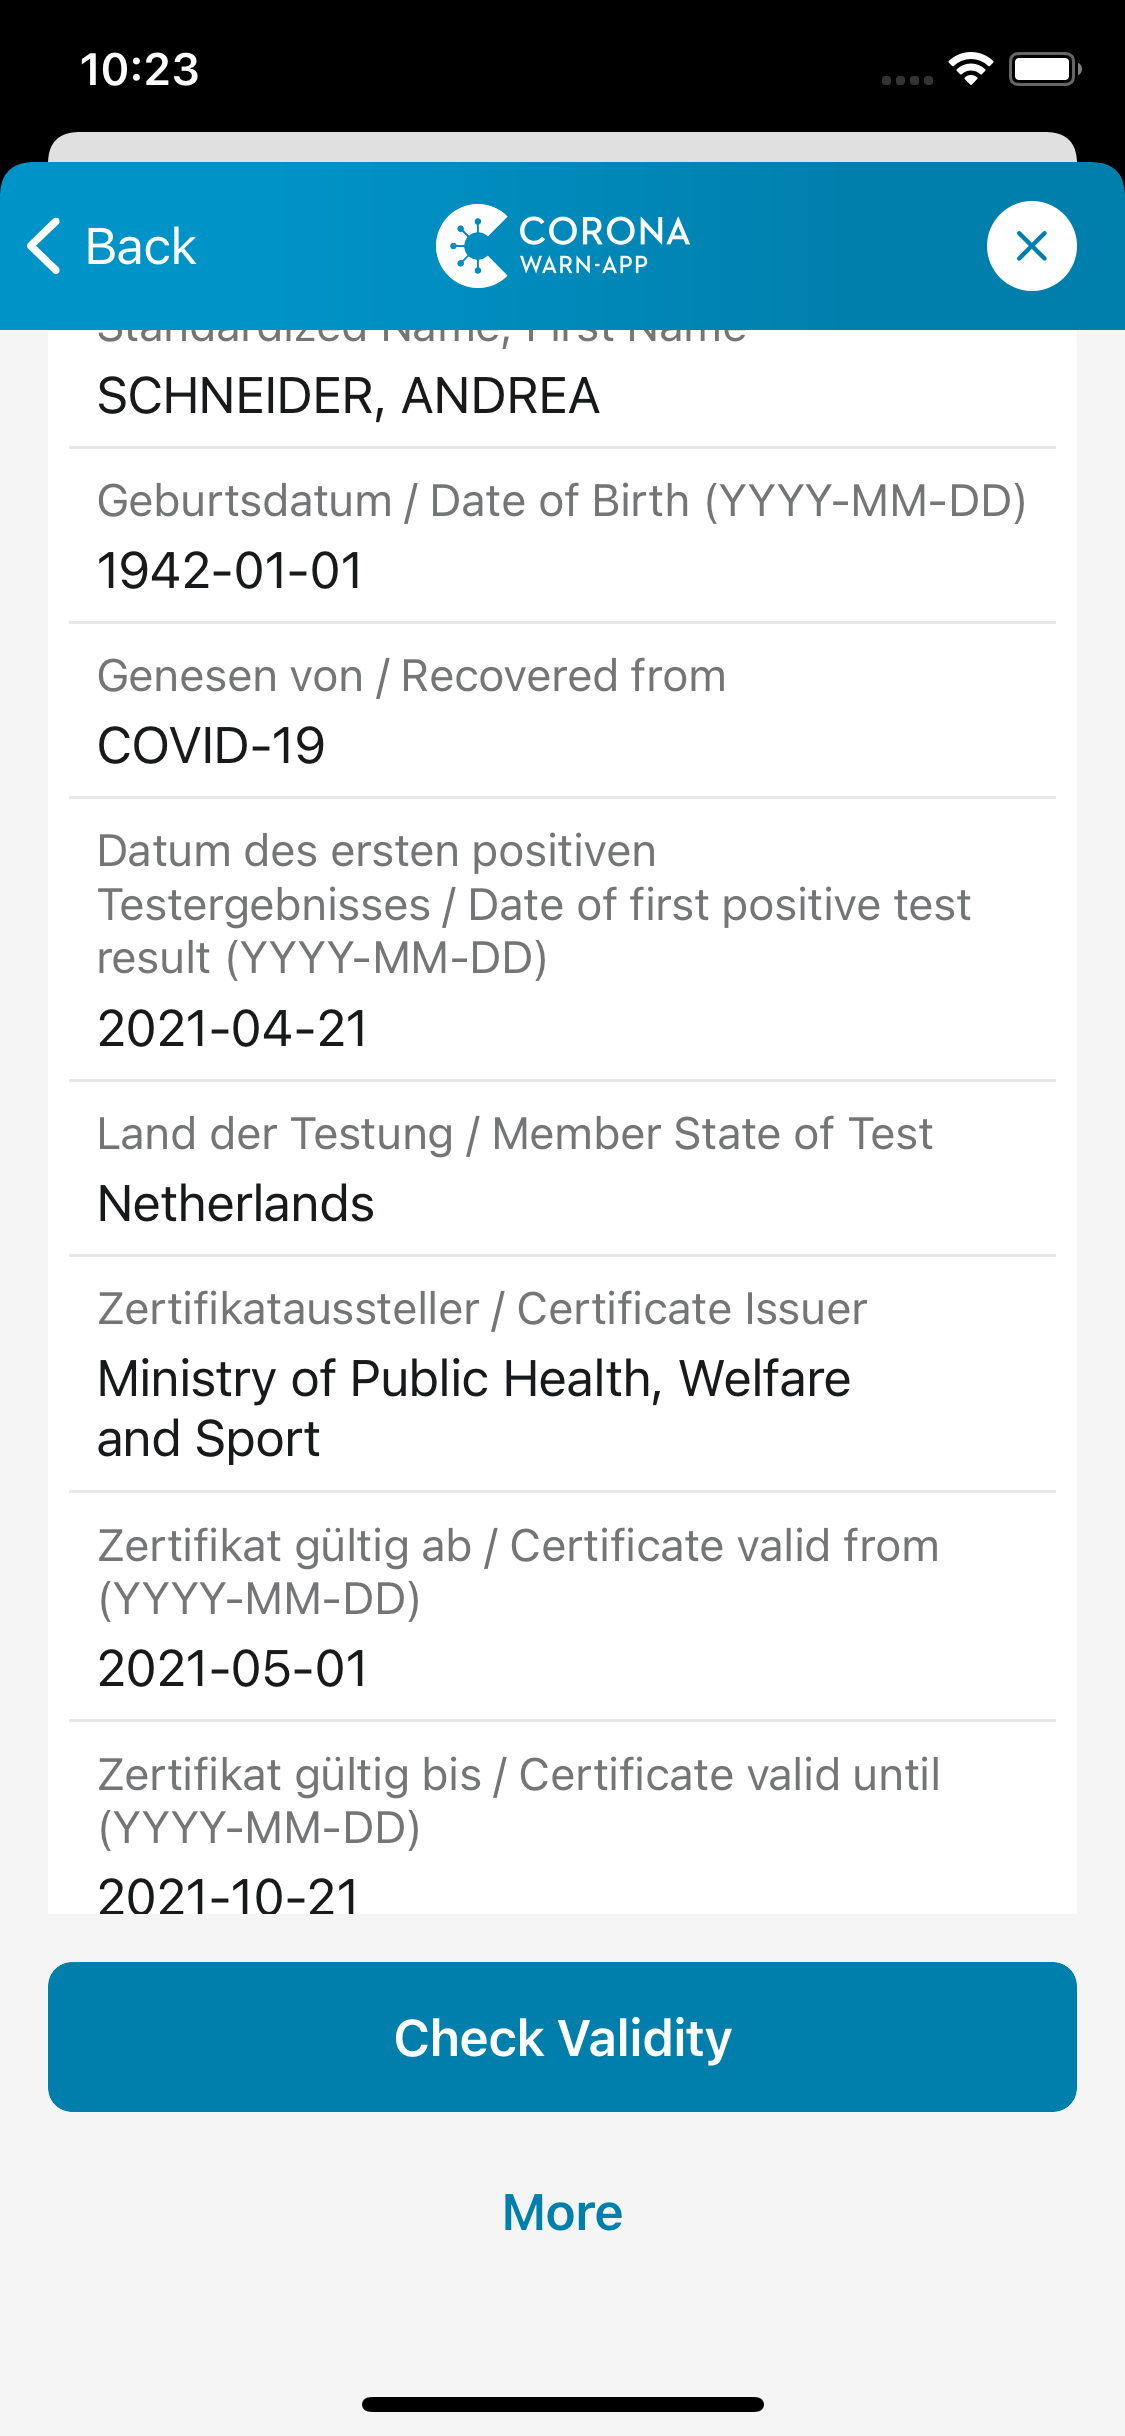 10:23
Back
CORONA
WARN-APP
Standardized Name, First Name
SCHNEIDER, ANDREA
Geburtsdatum / Date of Birth (YYYY-MM-DD)
1942-01-01
Genesen von / Recovered from
COVID-19
Datum des ersten positiven
Testergebnisses / Date of first positive test
result (YYYY-MM-DD)
2021-04-21
Land der Testung / Member State of Test
Netherlands
Zertifikataussteller / Certificate Issuer
Ministry of Public Health, Welfare
and Sport
Zertifikat gültig ab / Certificate valid from
(YYYY-MM-DD)
2021-05-01
Zertifikat gültig bis / Certificate valid until
(YYYY-MM-DD)
2021-10-21
Check Validity
More